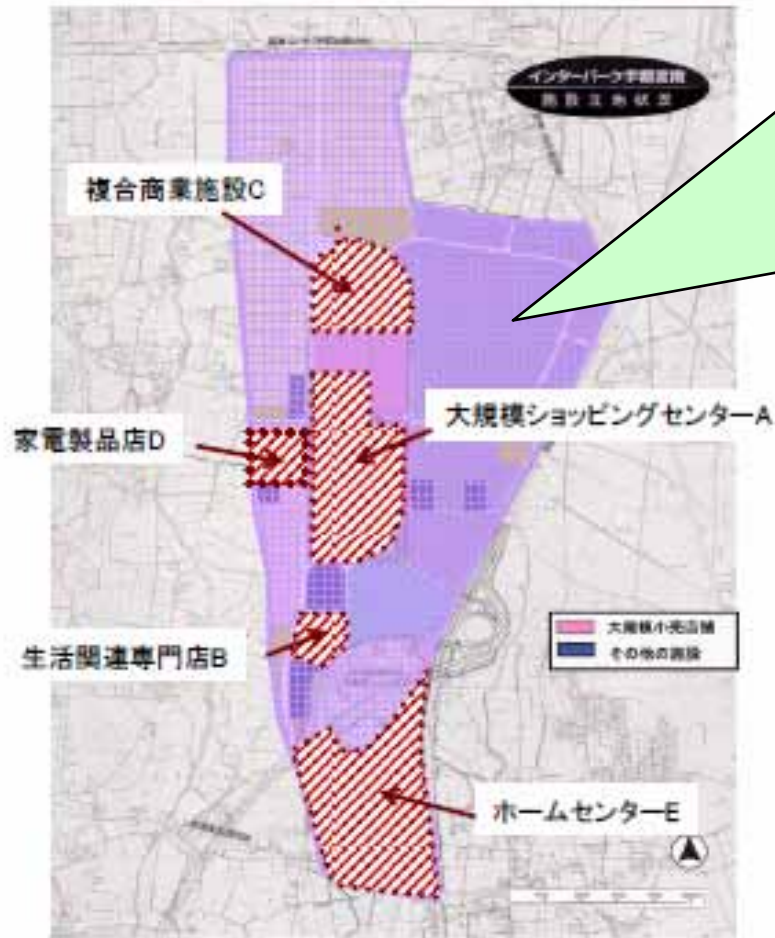 インターパーク宇都宮南
施設立地状況
複合商業施設C
大規模ショッピングセンターA
家電製品店D
生活関連専門店B
大規模小売店舗
その他の施設
ホームセンターE